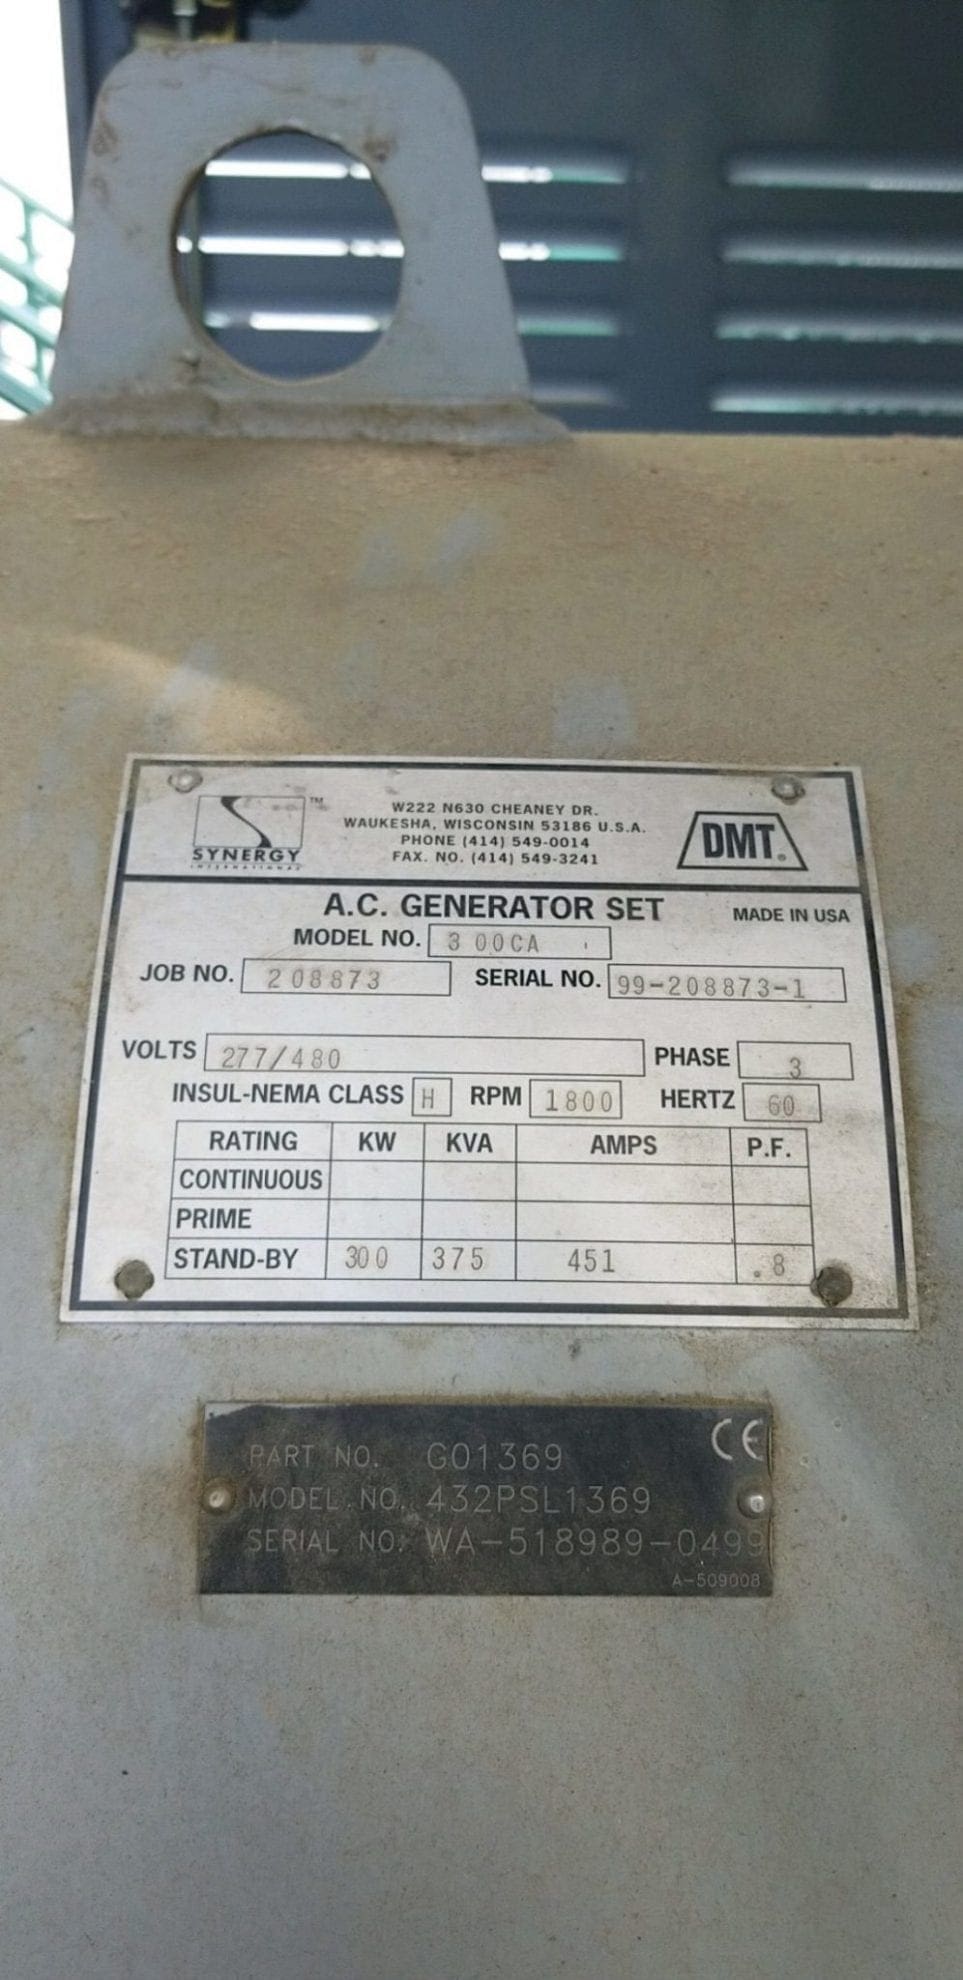 W222 N630 CHEANEY DR.
WAUKESHA, WISCONSIN 53186 U.S.A.
PHONE (414) 549-0014
FAX. NO. (414) 549-3241
TM
SYNERGY
INTERNATIONAL
DMT
A.C. GENERATOR SET MADE IN USA
MODEL NO. 300CA
JOB NO. 208873 SERIAL NO. 99-208873-1
VOLTS 277/480 PHASE 3
INSUL-NEMA CLASS H RPM 1800 HERTZ 60
RATING KW KVA AMPS P.F.
CONTINUOUS
PRIME
STAND-BY 300 375 451 .8
CE
PART NO. G01369
MODEL NO. 432PSL1369
SERIAL NO: WA-518989-0499
A-509008